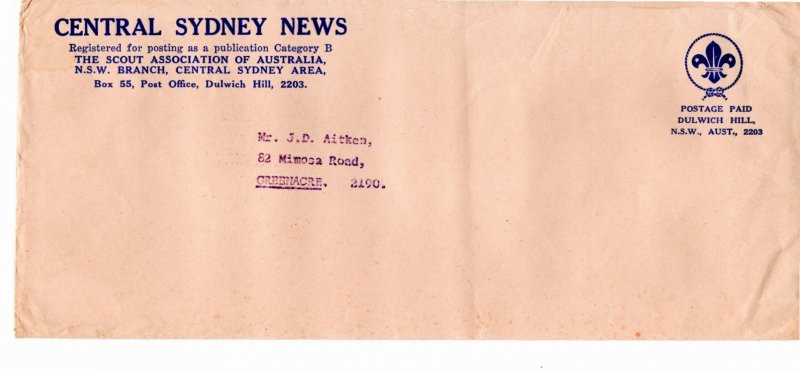 CENTRAL SYDNEY NEWS
Registered for posting as a publication Category B
THE SCOUT ASSOCIATION OF AUSTRALIA,
N.S.W. BRANCH, CENTRAL SYDNEY AREA,
Box 55, Post Office, Dulwich Hill, 2203.
POSTAGE PAID
DULWICH HILL,
N.S.W., AUST., 2203
Mr. J.D. Aitken,
82 Mimosa Road,
GREENACRE. 2190.